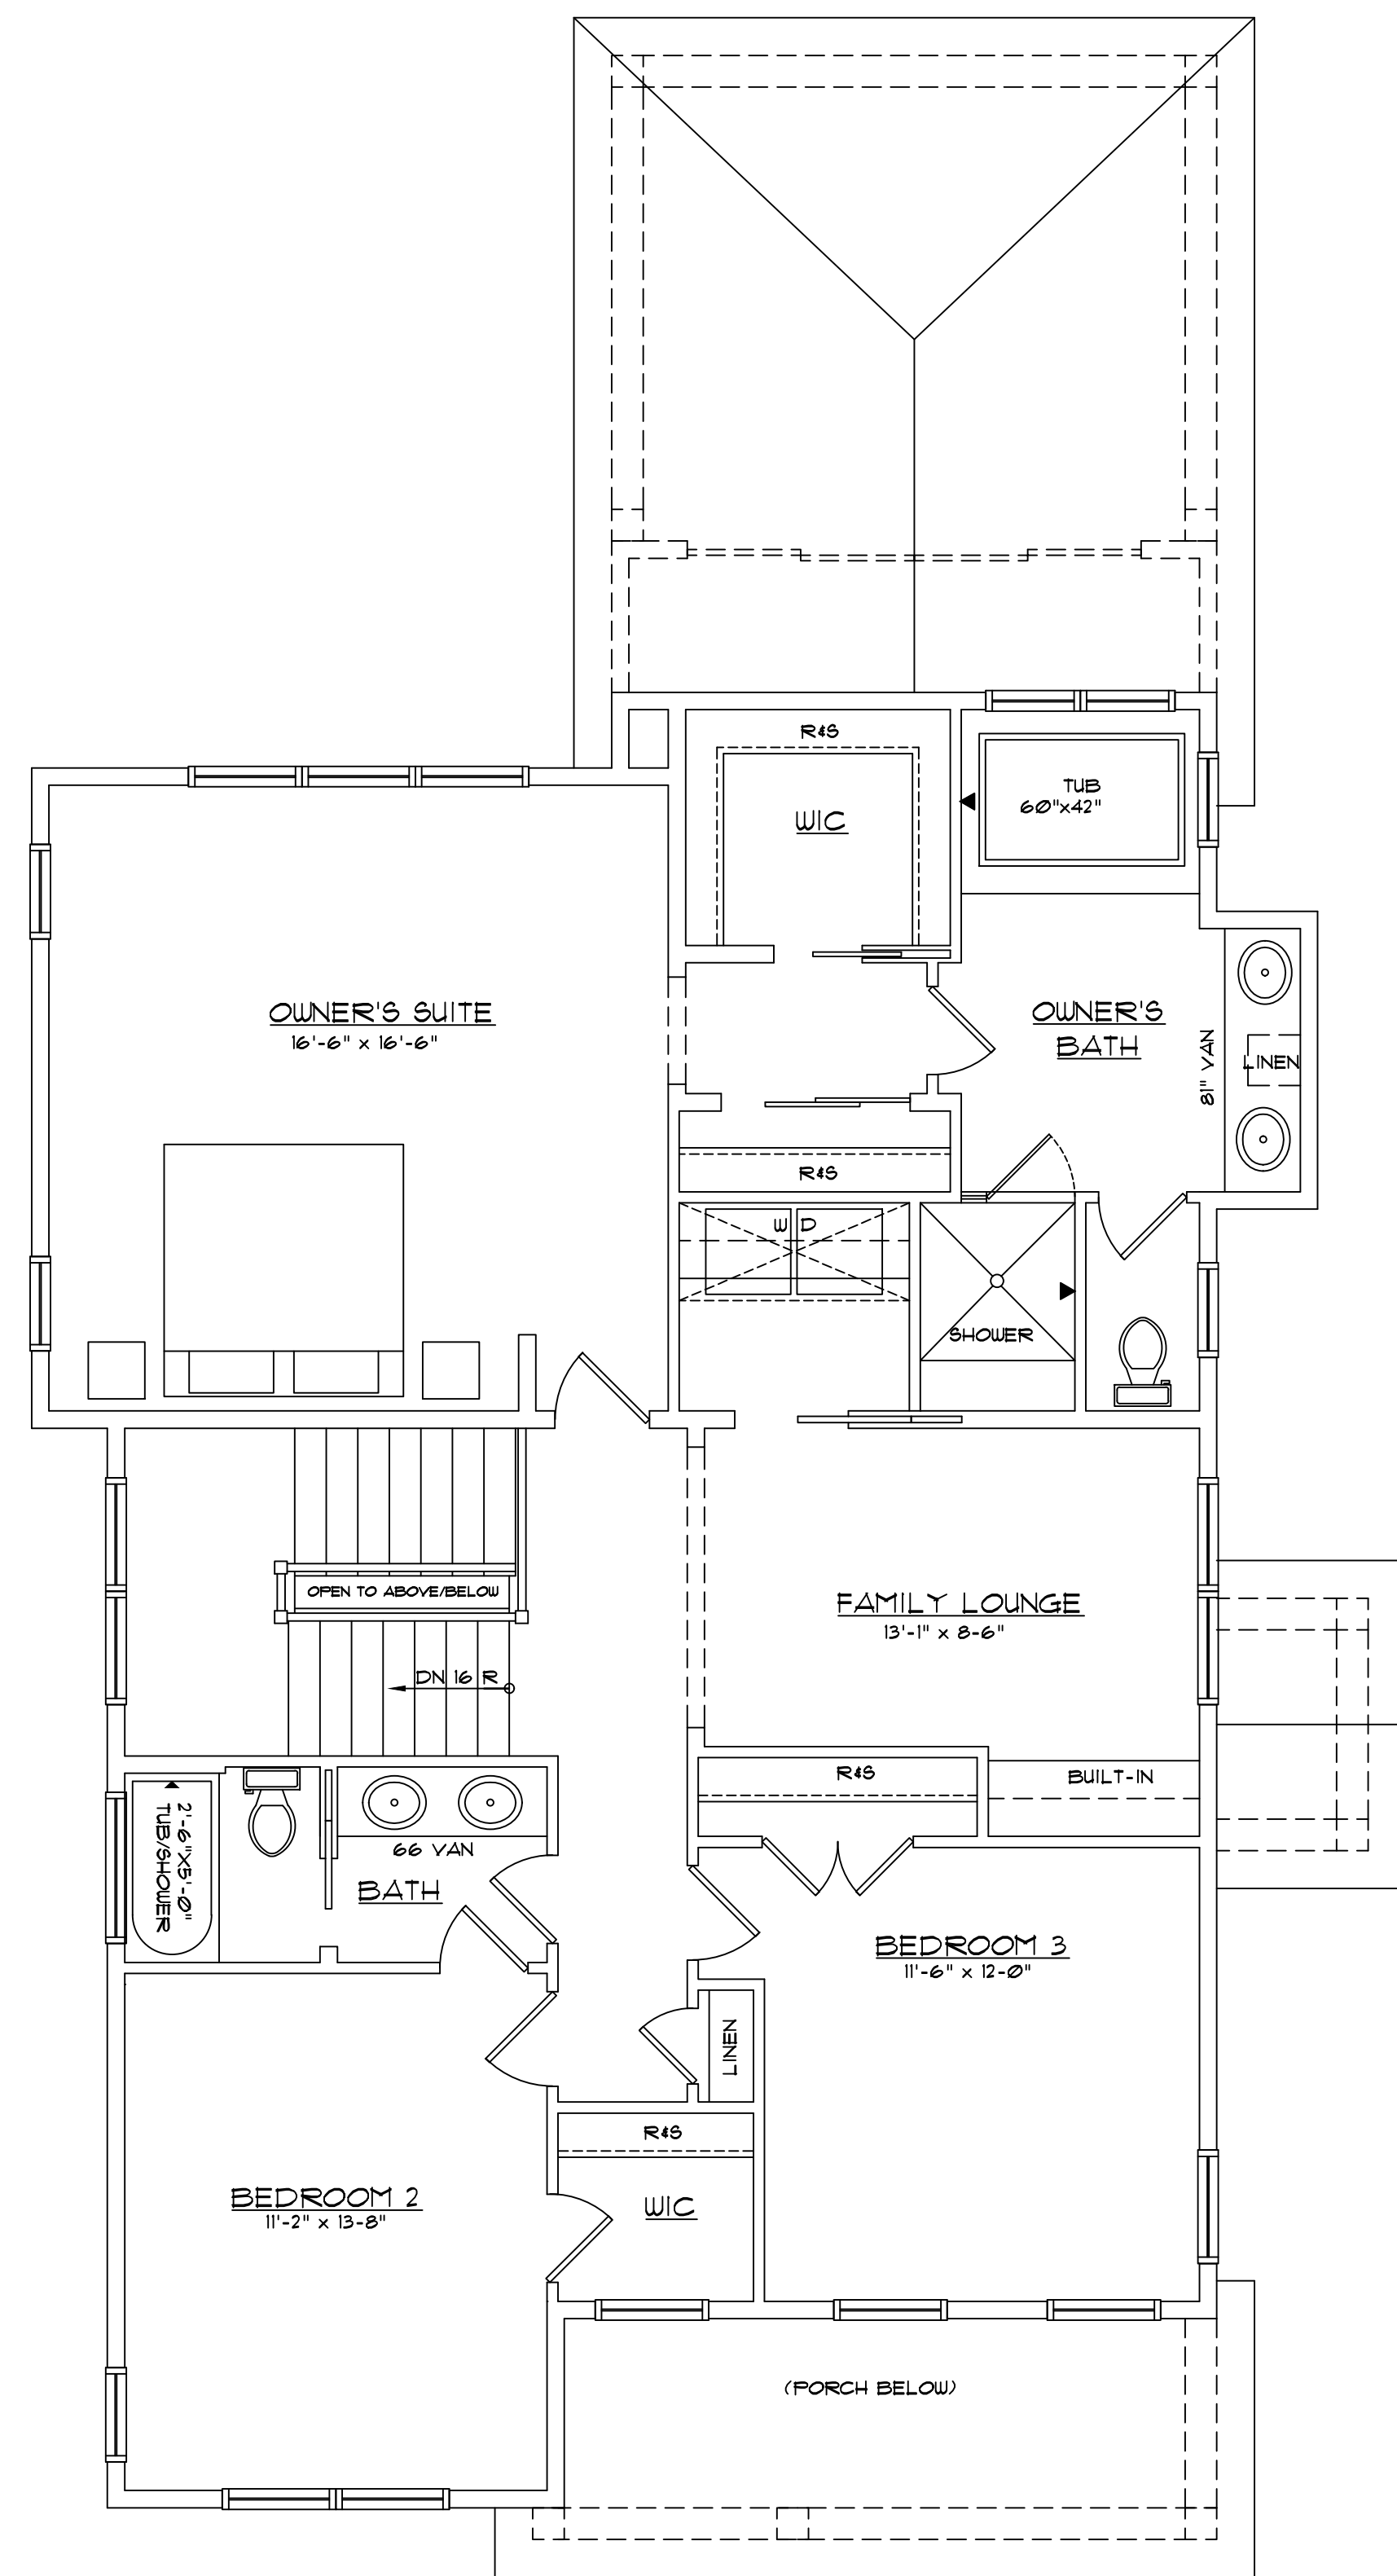 R&S
TUB
60"x42"
WIC
OWNER'S SUITE
16'-6" x 16'-6"
OWNER'S
BATH
81" VAN
LINEN
R&S
W D
SHOWER
OPEN TO ABOVE/BELOW
FAMILY LOUNGE
13'-1" x 8'-6"
DN 16 R
R&S
BUILT-IN
2'-6"X5'-0"
TUB/SHOWER
66 VAN
BATH
BEDROOM 3
11'-6" x 12'-0"
LINEN
R&S
BEDROOM 2
11'-2" x 13'-8"
WIC
(PORCH BELOW)